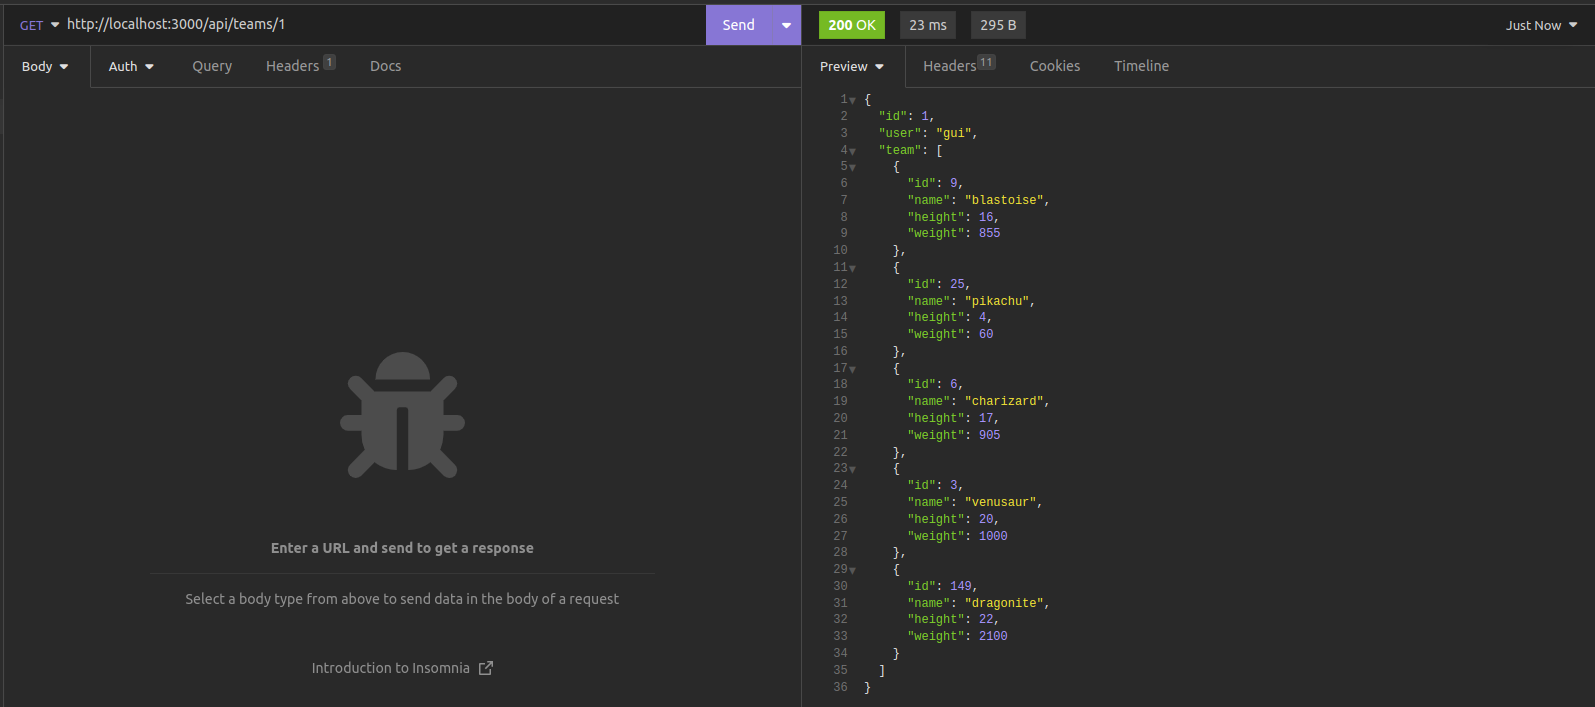 GET http://localhost:3000/api/teams/1 Send
Body Auth Query Headers 1 Docs
Enter a URL and send to get a response
Select a body type from above to send data in the body of a request
Introduction to Insomnia
200 OK 23 ms 295 B Just Now
Preview Headers 11 Cookies Timeline
1 {
2 "id": 1,
3 "user": "gui",
4 "team": [
5 {
6 "id": 9,
7 "name": "blastoise",
8 "height": 16,
9 "weight": 855
10 },
11 {
12 "id": 25,
13 "name": "pikachu",
14 "height": 4,
15 "weight": 60
16 },
17 {
18 "id": 6,
19 "name": "charizard",
20 "height": 17,
21 "weight": 905
22 },
23 {
24 "id": 3,
25 "name": "venusaur",
26 "height": 20,
27 "weight": 1000
28 },
29 {
30 "id": 149,
31 "name": "dragonite",
32 "height": 22,
33 "weight": 2100
34 }
35 ]
36 }